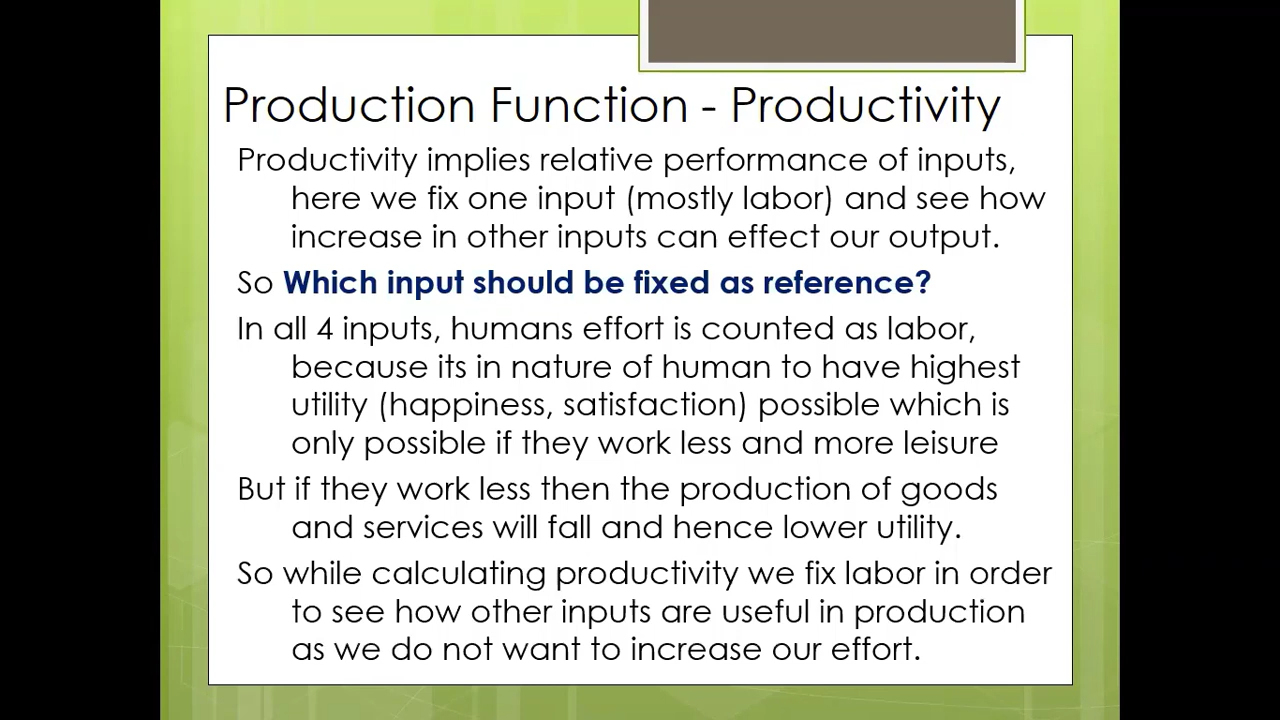 Production Function - Productivity
Productivity implies relative performance of inputs,
here we fix one input (mostly labor) and see how
increase in other inputs can effect our output.
So Which input should be fixed as reference?
In all 4 inputs, humans effort is counted as labor,
because its in nature of human to have highest
utility (happiness, satisfaction) possible which is
only possible if they work less and more leisure
But if they work less then the production of goods
and services will fall and hence lower utility.
So while calculating productivity we fix labor in order
to see how other inputs are useful in production
as we do not want to increase our effort.